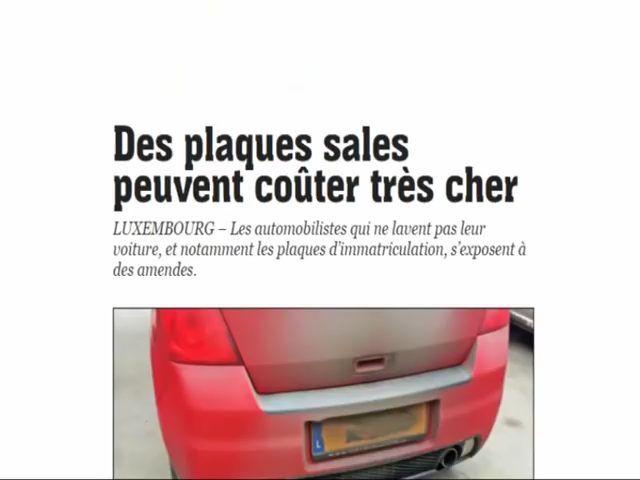 Des plaques sales
peuvent coûter très cher
LUXEMBOURG – Les automobilistes qui ne lavent pas leur
voiture, et notamment les plaques d'immatriculation, s'exposent à
des amendes.
L